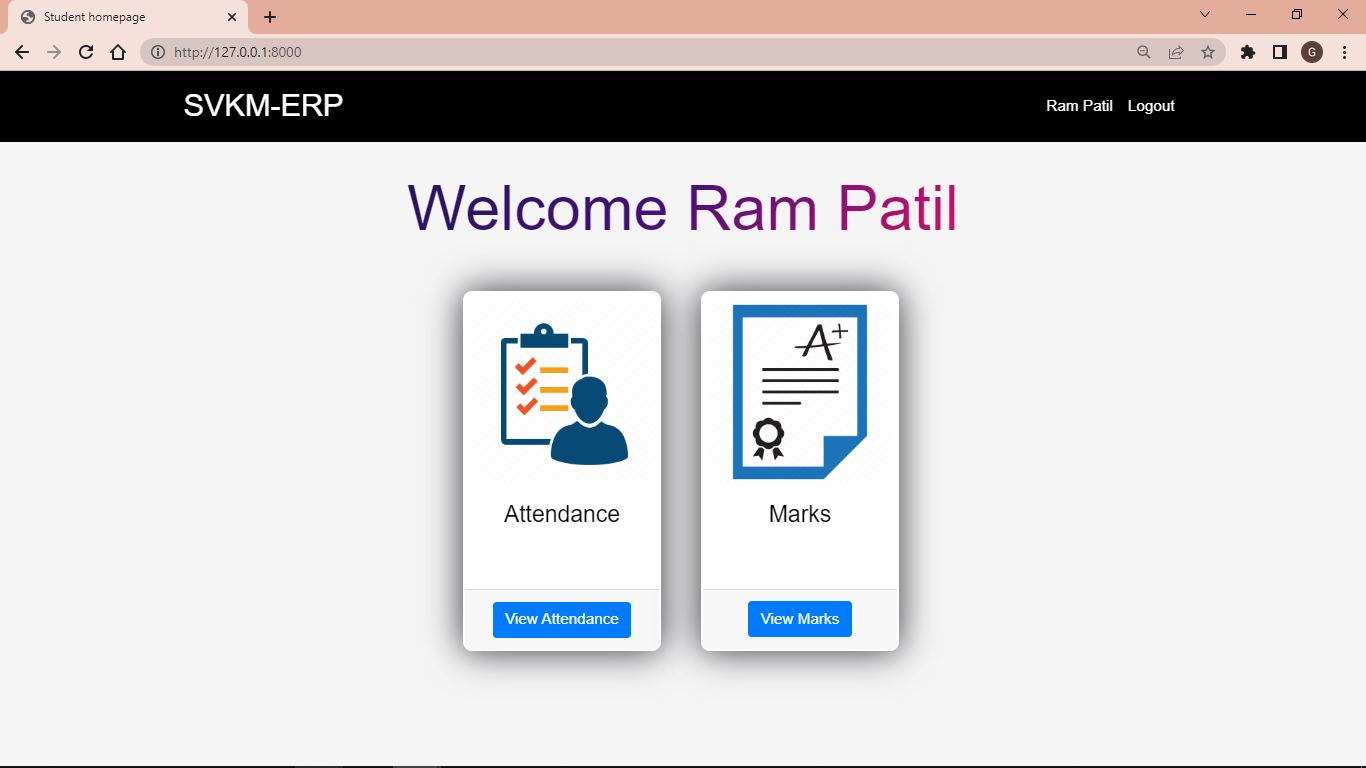 Student homepage
http://127.0.0.1:8000
G
SVKM-ERP
Ram Patil Logout
Welcome Ram Patil
A+
Attendance
Marks
View Attendance
View Marks